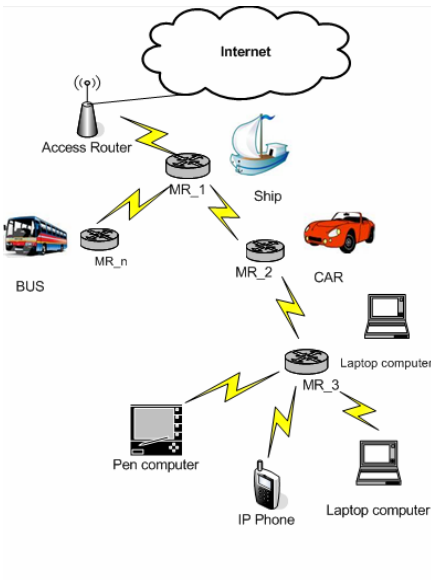 Internet
Access Router
MR_1
Ship
MR_n
BUS
MR_2
CAR
Laptop computer
MR_3
Pen computer
IP Phone
Laptop computer